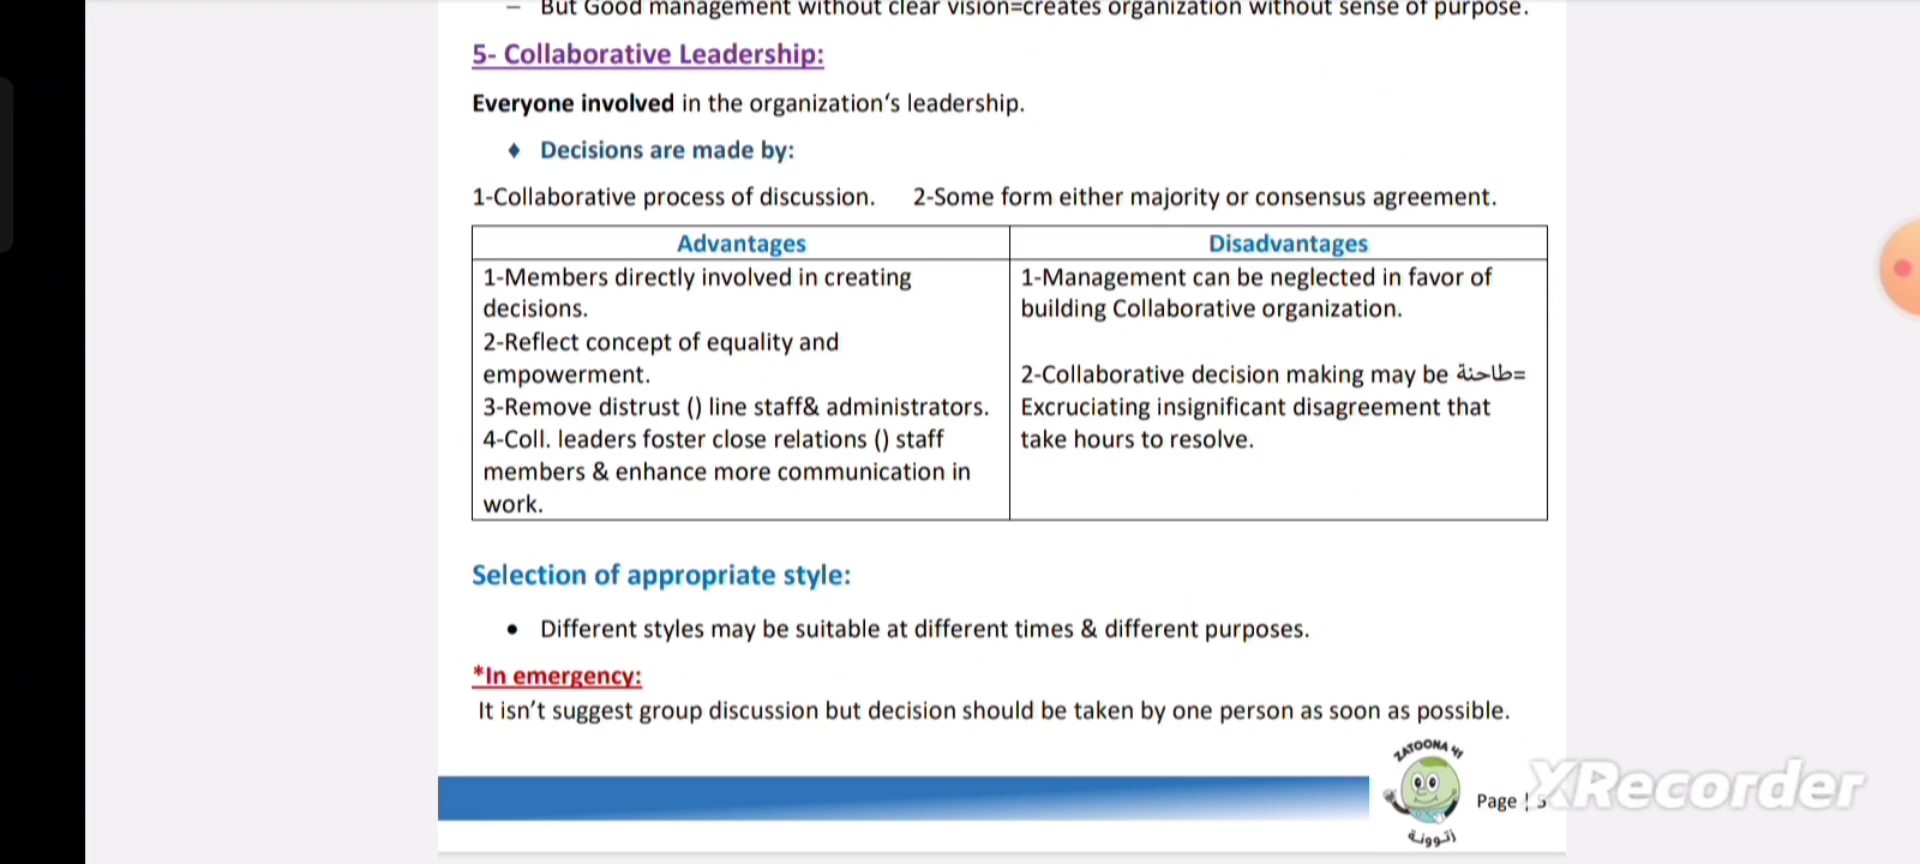 – But Good management without clear vision=creates organization without sense of purpose.
5- Collaborative Leadership:
Everyone involved in the organization‘s leadership.
♦ Decisions are made by:
1-Collaborative process of discussion. 2-Some form either majority or consensus agreement.
Advantages
1-Members directly involved in creating
decisions.
2-Reflect concept of equality and
empowerment.
3-Remove distrust () line staff& administrators.
4-Coll. leaders foster close relations () staff
members & enhance more communication in
work.
Disadvantages
1-Management can be neglected in favor of
building Collaborative organization.
2-Collaborative decision making may be طاحنة=
Excruciating insignificant disagreement that
take hours to resolve.
Selection of appropriate style:
• Different styles may be suitable at different times & different purposes.
*In emergency:
It isn’t suggest group discussion but decision should be taken by one person as soon as possible.
ZATOONA 41
زتوونة
Page | 5
XRecorder